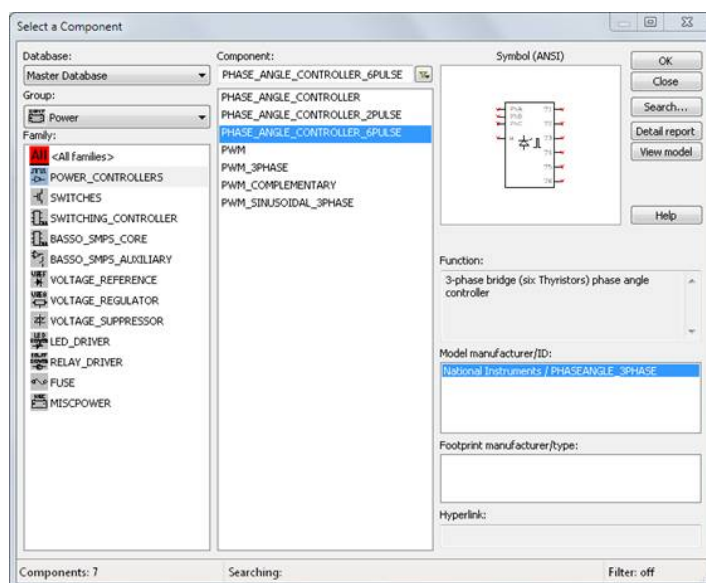 Select a Component
Database:
Master Database
Group:
Power
Family:
All
<All families>
POWER_CONTROLLERS
SWITCHES
SWITCHING_CONTROLLER
BASSO_SMPS_CORE
BASSO_SMPS_AUXILIARY
VOLTAGE_REFERENCE
VOLTAGE_REGULATOR
VOLTAGE_SUPPRESSOR
LED_DRIVER
RELAY_DRIVER
FUSE
MISCPOWER
Component:
PHASE_ANGLE_CONTROLLER_6PULSE
PHASE_ANGLE_CONTROLLER
PHASE_ANGLE_CONTROLLER_2PULSE
PHASE_ANGLE_CONTROLLER_6PULSE
PWM
PWM_3PHASE
PWM_COMPLEMENTARY
PWM_SINUSOIDAL_3PHASE
Symbol (ANSI)
Function:
3-phase bridge (six Thyristors) phase angle
controller
Model manufacturer/ID:
National Instruments / PHASEANGLE_3PHASE
Footprint manufacturer/type:
Hyperlink:
OK
Close
Search...
Detail report
View model
Help
Components: 7
Searching:
Filter: off